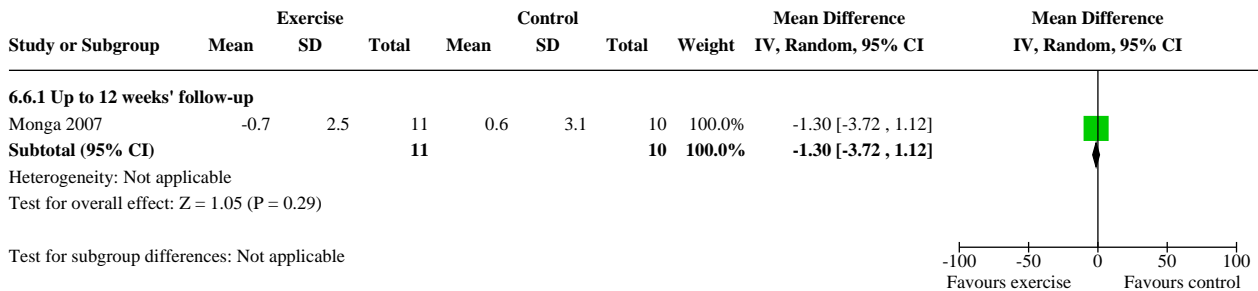 Exercise Control Mean Difference Mean Difference
Study or Subgroup Mean SD Total Mean SD Total Weight IV, Random, 95% CI IV, Random, 95% CI
6.6.1 Up to 12 weeks' follow-up
Monga 2007 -0.7 2.5 11 0.6 3.1 10 100.0% -1.30 [-3.72 , 1.12]
Subtotal (95% CI) 11 10 100.0% -1.30 [-3.72 , 1.12]
Heterogeneity: Not applicable
Test for overall effect: Z = 1.05 (P = 0.29)
Test for subgroup differences: Not applicable
-100 -50 0 50 100
Favours exercise Favours control